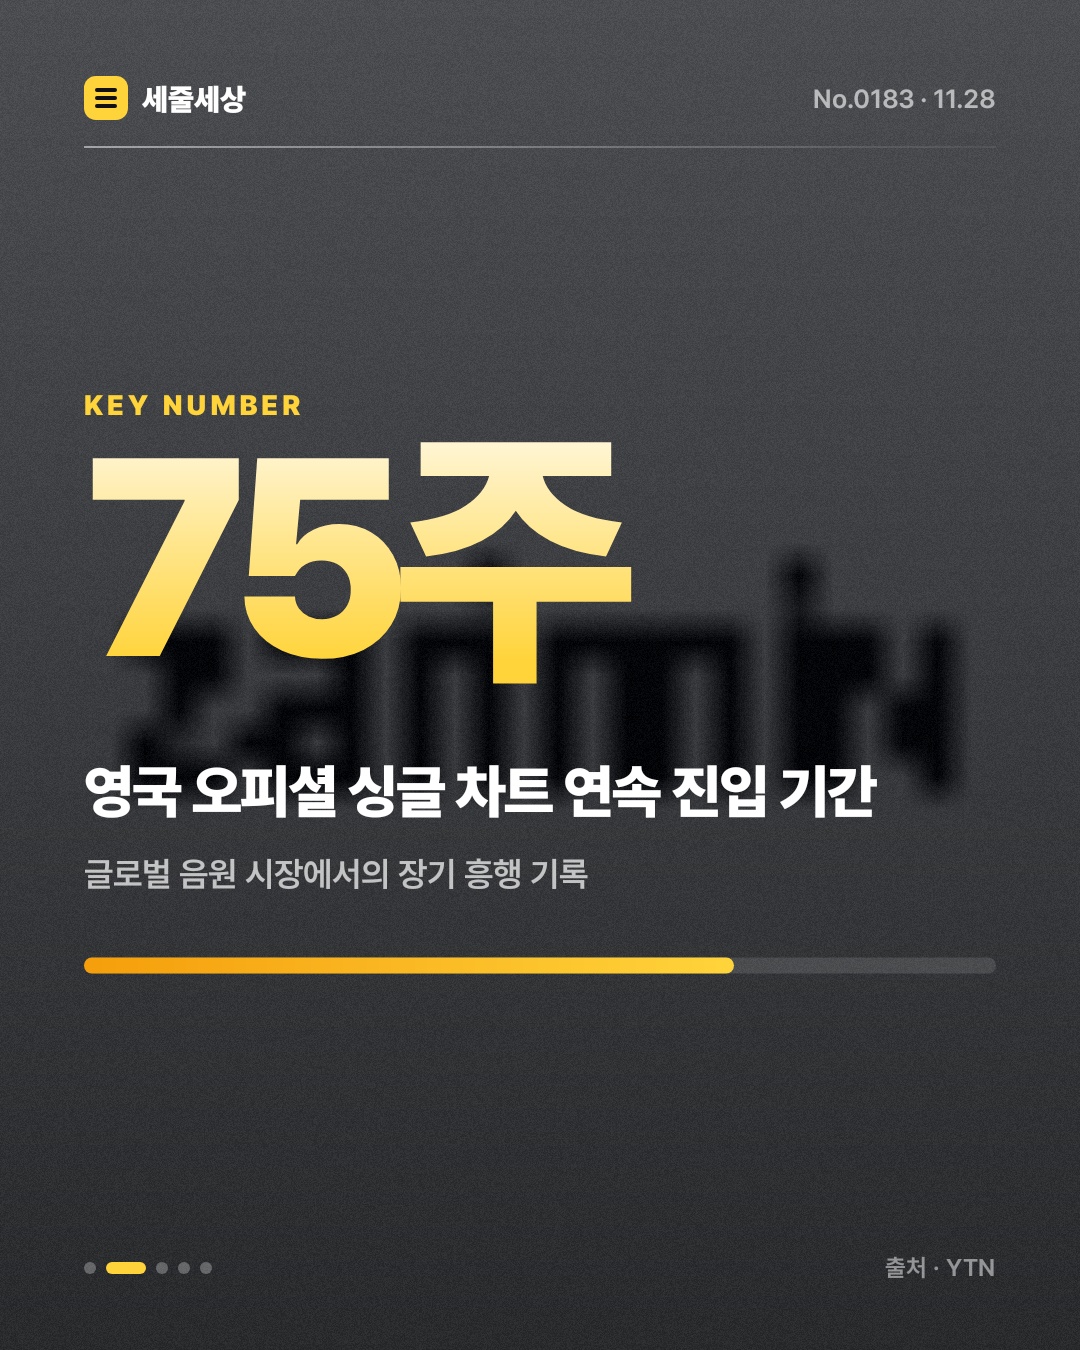 세줄세상
No.0183 · 11.28
KEY NUMBER
75주
영국 오피셜 싱글 차트 연속 진입 기간
글로벌 음원 시장에서의 장기 흥행 기록
출처 · YTN